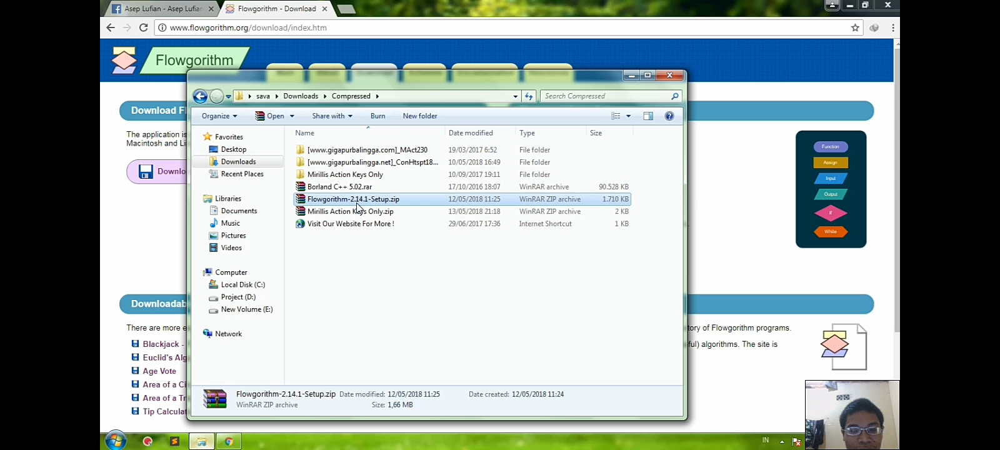 Asep Lufian - Asep Lufian
Flowgorithm - Download
www.flowgorithm.org/download/index.htm
Flowgorithm
sava
Downloads
Compressed
Search Compressed
Organize
Open
Share with
Burn
New folder
Name
Date modified
Type
Size
Favorites
Desktop
Downloads
Recent Places
Libraries
Documents
Music
Pictures
Videos
Computer
Local Disk (C:)
Project (D:)
New Volume (E:)
Network
[www.gigapurbalingga.com]_MAct230 19/03/2017 6:52 File folder
[www.gigapurbalingga.net]_ConHtspt18... 10/05/2018 16:49 File folder
Mirillis Action Keys Only 10/09/2017 19:11 File folder
Borland C++ 5.02.rar 17/10/2016 18:07 WinRAR archive 90.528 KB
Flowgorithm-2.14.1-Setup.zip 12/05/2018 11:25 WinRAR ZIP archive 1.710 KB
Mirillis Action Keys Only.zip 13/05/2018 21:18 WinRAR ZIP archive 2 KB
Visit Our Website For More ! 29/06/2017 17:36 Internet Shortcut 1 KB
Flowgorithm-2.14.1-Setup.zip Date modified: 12/05/2018 11:25 Date created: 12/05/2018 11:24
WinRAR ZIP archive Size: 1,66 MB
Download F
The application is
Macintosh and Li
Downlo
Function
Assign
Input
Output
If
While
Downloadab
There are more e
tory of Flowgorithm programs.
ful) algorithms. The site is
Blackjack -
Euclid's Alg
Age Vote
Area of a Ci
Area of a Tr
Tip Calculat
IN